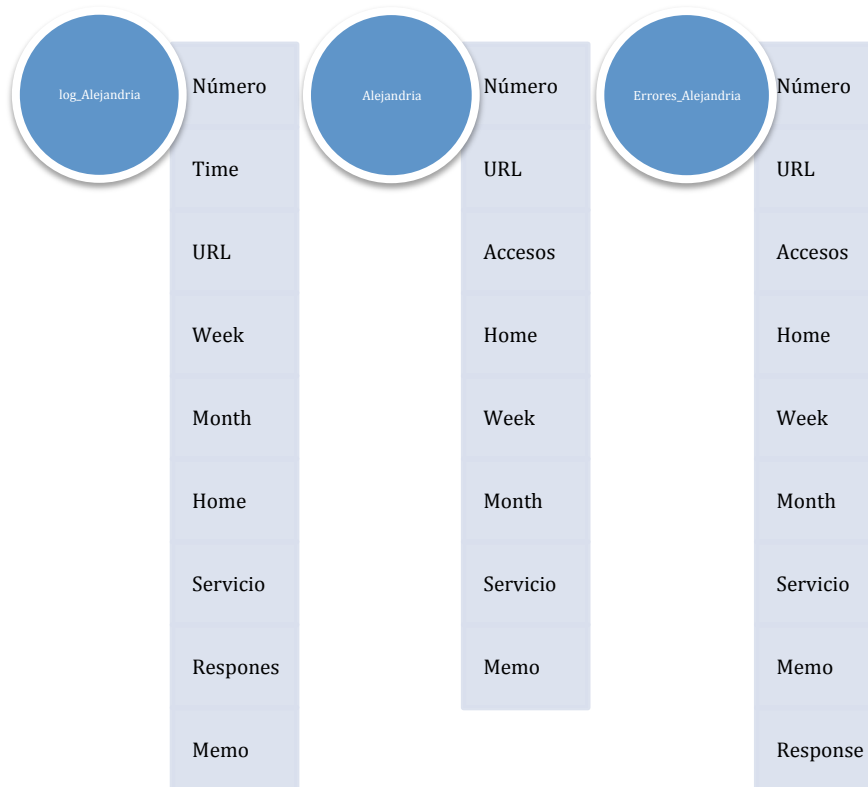 log_Alejandria
Número
Time
URL
Week
Month
Home
Servicio
Respones
Memo
Alejandria
Número
URL
Accesos
Home
Week
Month
Servicio
Memo
Errores_Alejandria
Número
URL
Accesos
Home
Week
Month
Servicio
Memo
Response